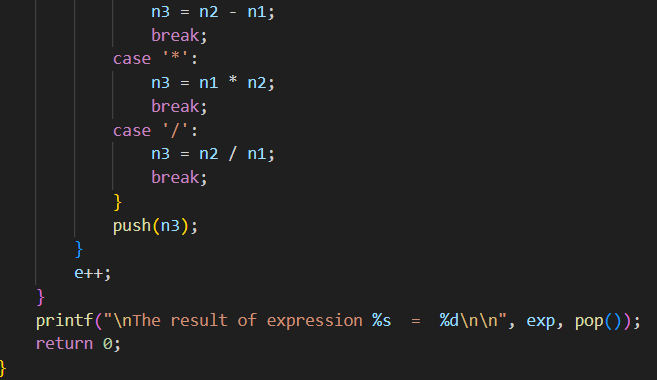 n3 = n2 - n1;
break;
case '*':
n3 = n1 * n2;
break;
case '/':
n3 = n2 / n1;
break;
}
push(n3);
}
e++;
}
printf("\nThe result of expression %s  =  %d\n\n", exp, pop());
return 0;
}